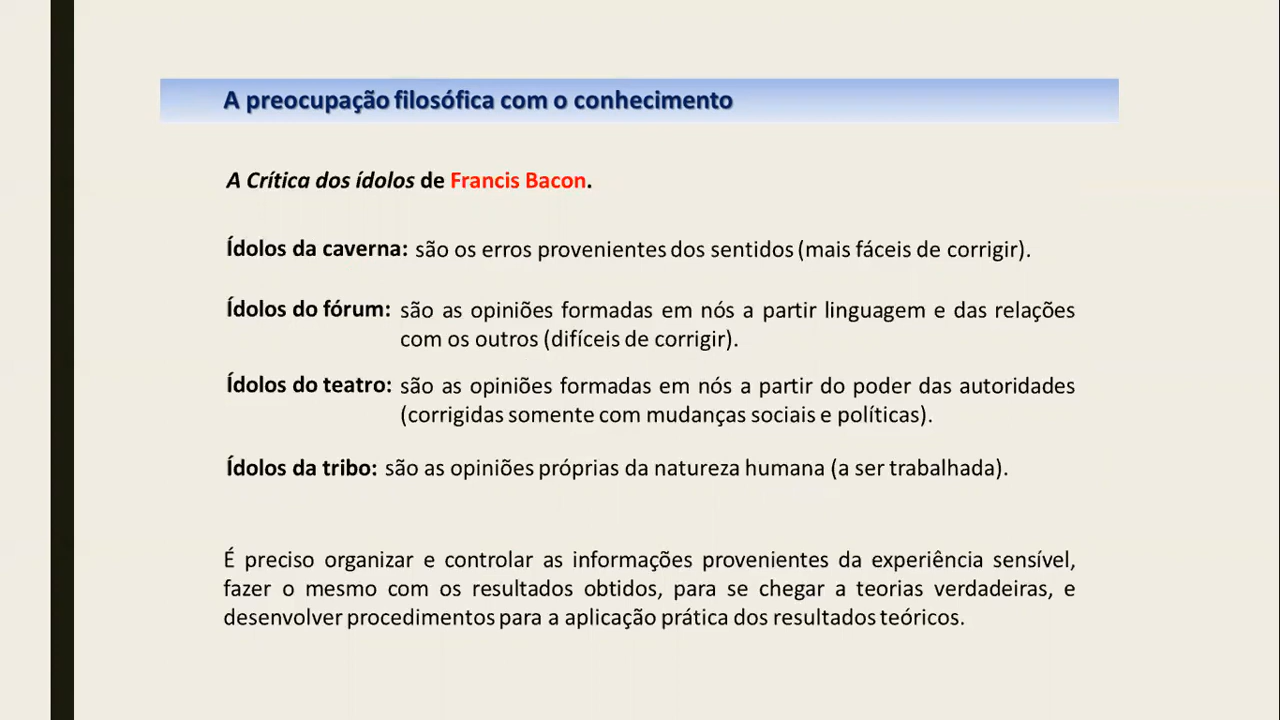 A preocupação filosófica com o conhecimento
A Crítica dos ídolos de Francis Bacon.
Ídolos da caverna: são os erros provenientes dos sentidos (mais fáceis de corrigir).
Ídolos do fórum: são as opiniões formadas em nós a partir linguagem e das relações
com os outros (difíceis de corrigir).
Ídolos do teatro: são as opiniões formadas em nós a partir do poder das autoridades
(corrigidas somente com mudanças sociais e políticas).
Ídolos da tribo: são as opiniões próprias da natureza humana (a ser trabalhada).
É preciso organizar e controlar as informações provenientes da experiência sensível,
fazer o mesmo com os resultados obtidos, para se chegar a teorias verdadeiras, e
desenvolver procedimentos para a aplicação prática dos resultados teóricos.